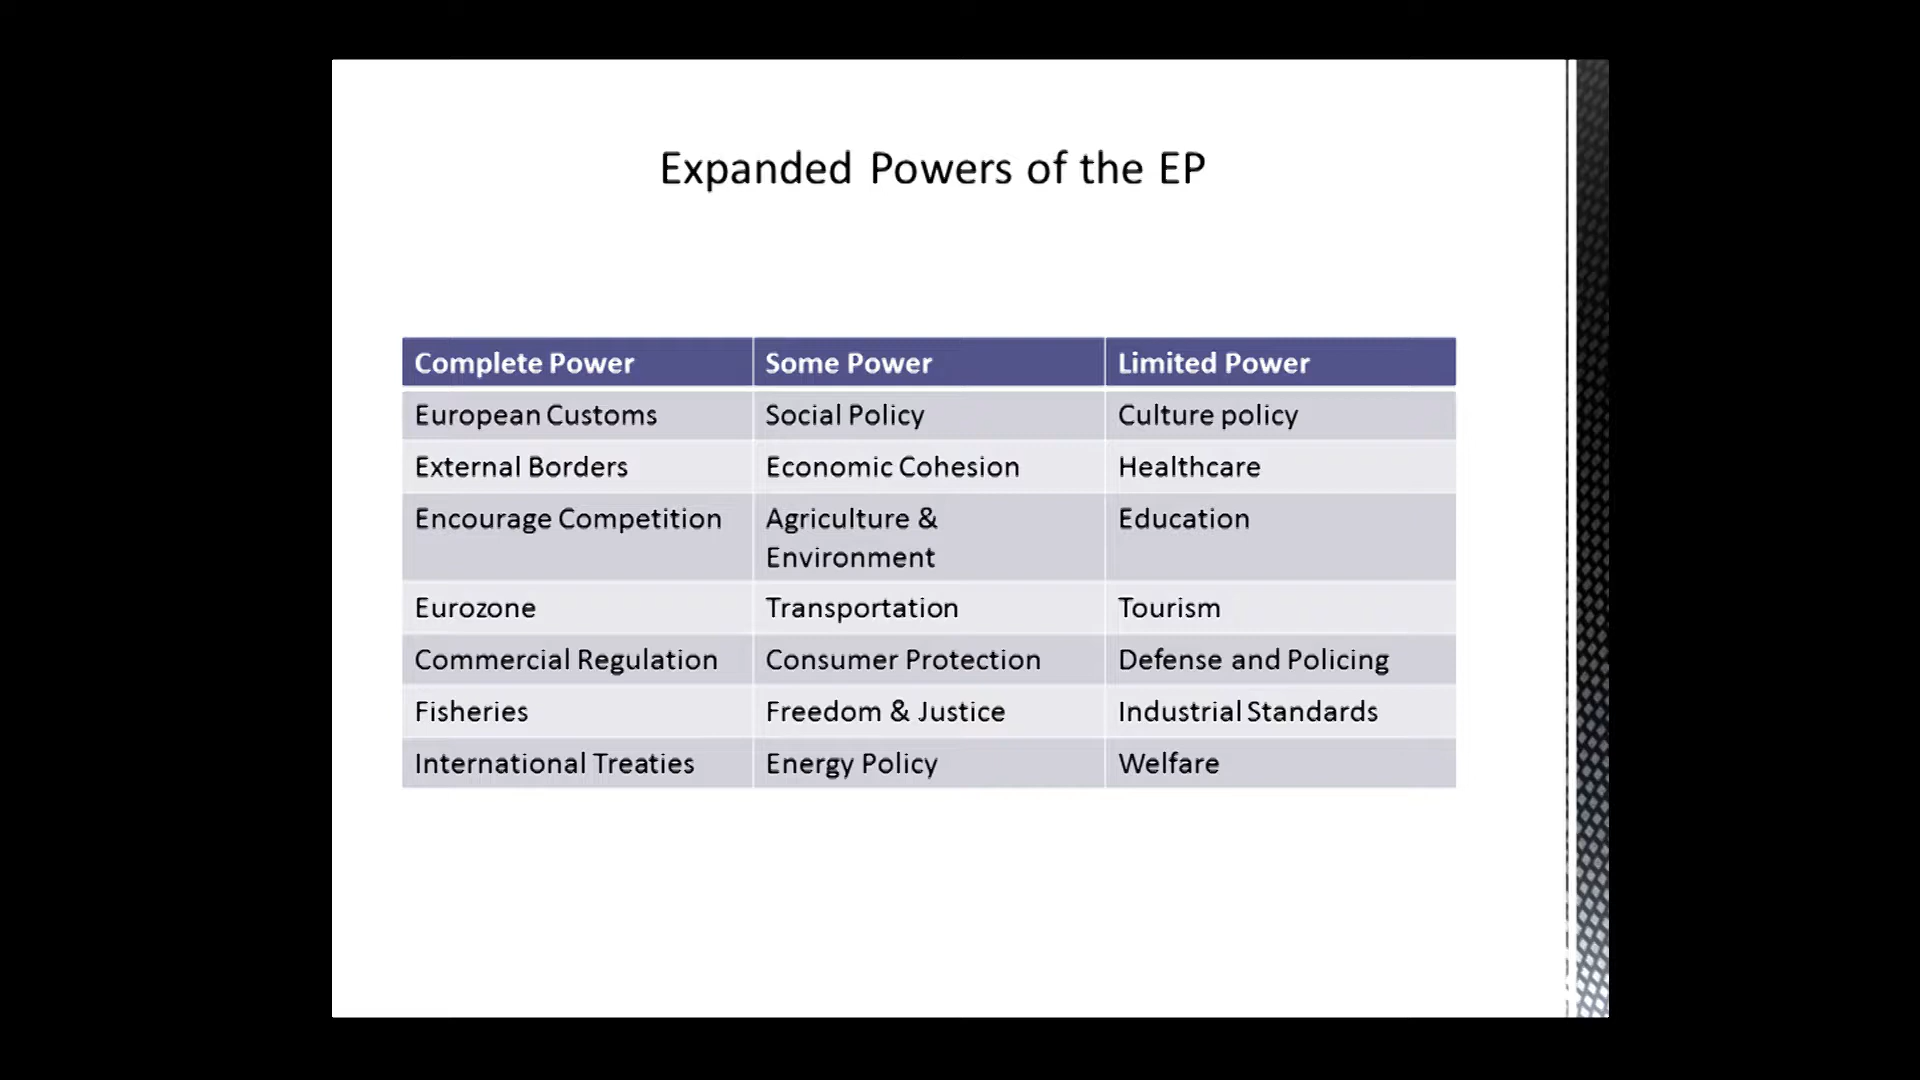 Expanded Powers of the EP
Complete Power Some Power Limited Power
European Customs Social Policy Culture policy
External Borders Economic Cohesion Healthcare
Encourage Competition Agriculture & Education
Environment
Eurozone Transportation Tourism
Commercial Regulation Consumer Protection Defense and Policing
Fisheries Freedom & Justice Industrial Standards
International Treaties Energy Policy Welfare